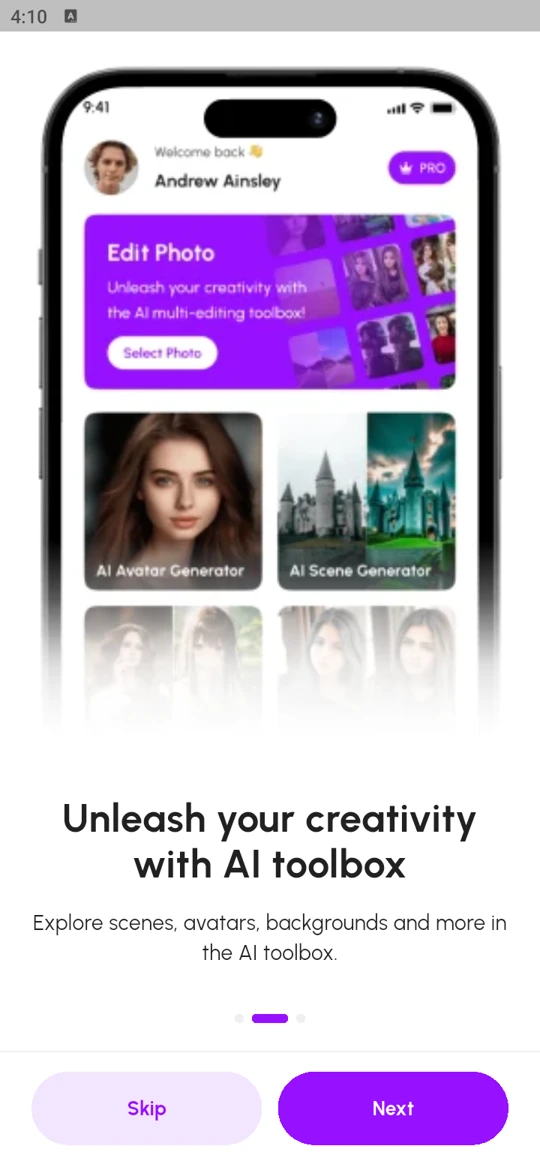 4:10
9:41
Welcome back 👋
Andrew Ainsley
PRO
Edit Photo
Unleash your creativity with
the AI multi-editing toolbox!
Select Photo
AI Avatar Generator
AI Scene Generator
Unleash your creativity
with AI toolbox
Explore scenes, avatars, backgrounds and more in
the AI toolbox.
Skip
Next